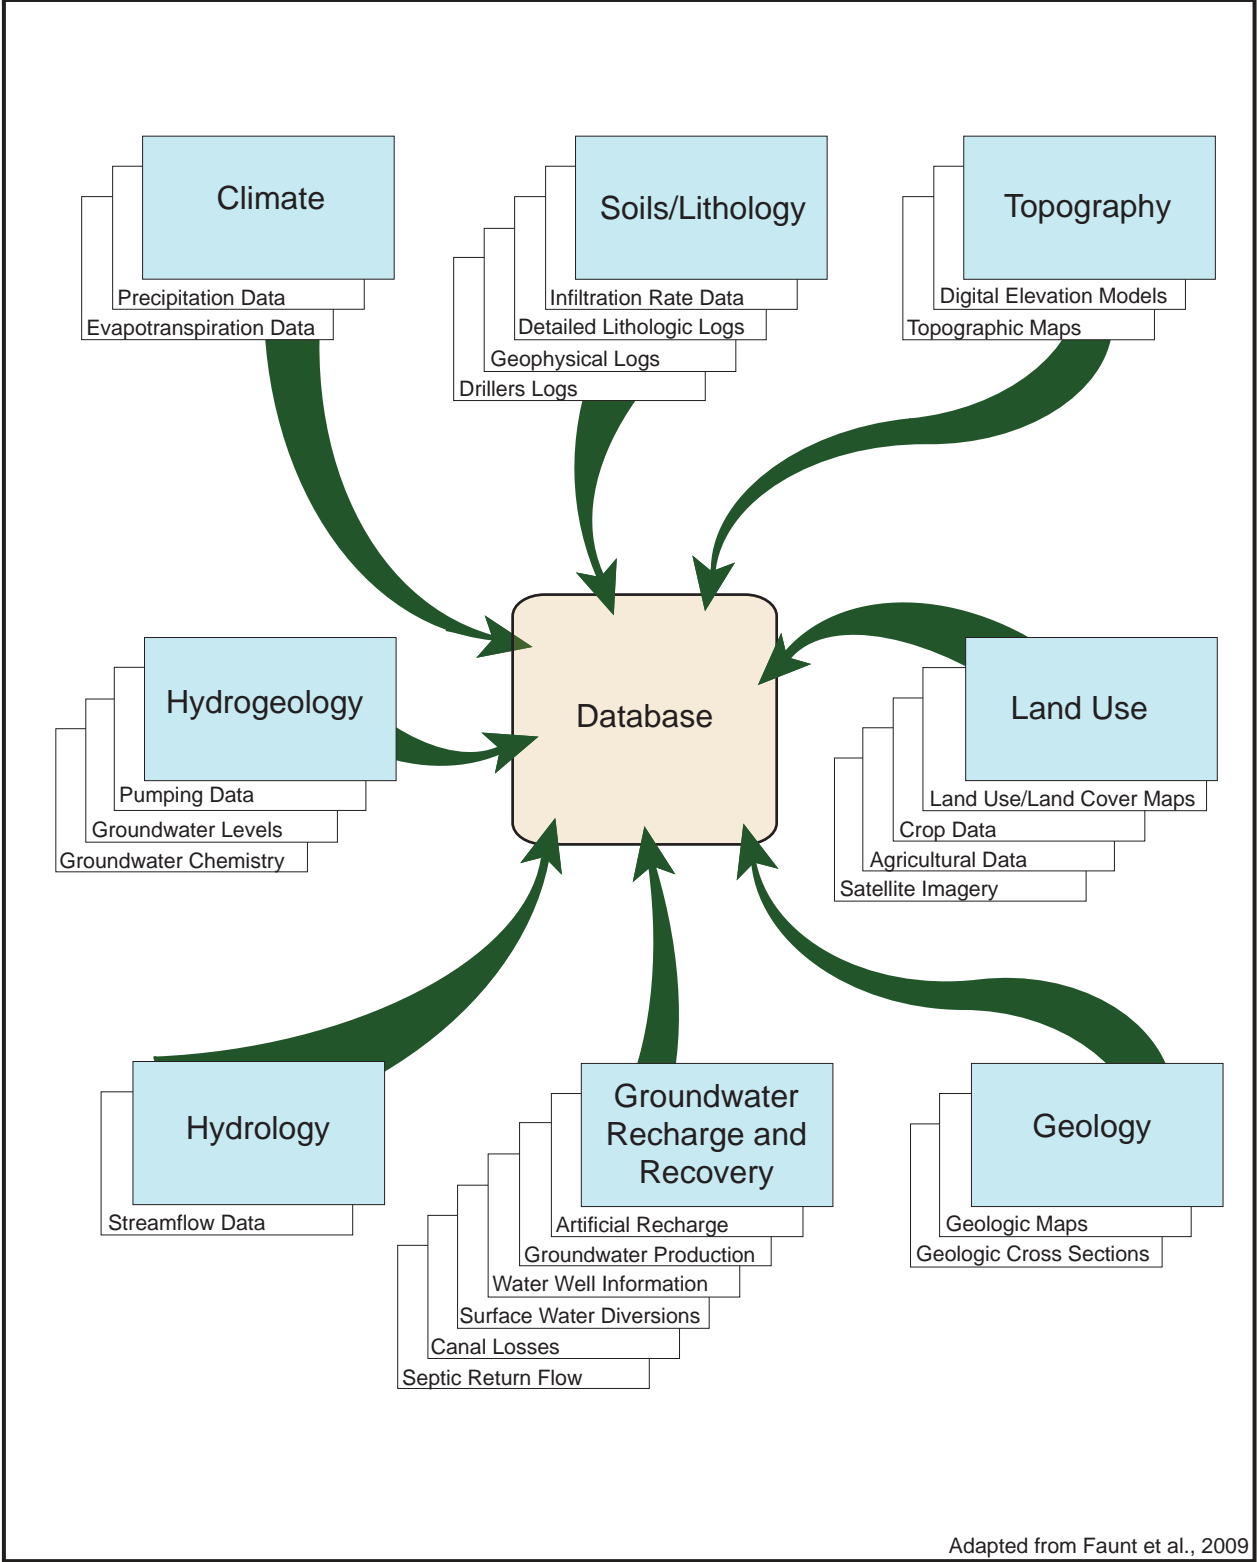 Climate
Precipitation Data
Evapotranspiration Data
Soils/Lithology
Infiltration Rate Data
Detailed Lithologic Logs
Geophysical Logs
Drillers Logs
Topography
Digital Elevation Models
Topographic Maps
Hydrogeology
Pumping Data
Groundwater Levels
Groundwater Chemistry
Database
Land Use
Land Use/Land Cover Maps
Crop Data
Agricultural Data
Satellite Imagery
Hydrology
Streamflow Data
Groundwater
Recharge and
Recovery
Artificial Recharge
Groundwater Production
Water Well Information
Surface Water Diversions
Canal Losses
Septic Return Flow
Geology
Geologic Maps
Geologic Cross Sections
Adapted from Faunt et al., 2009